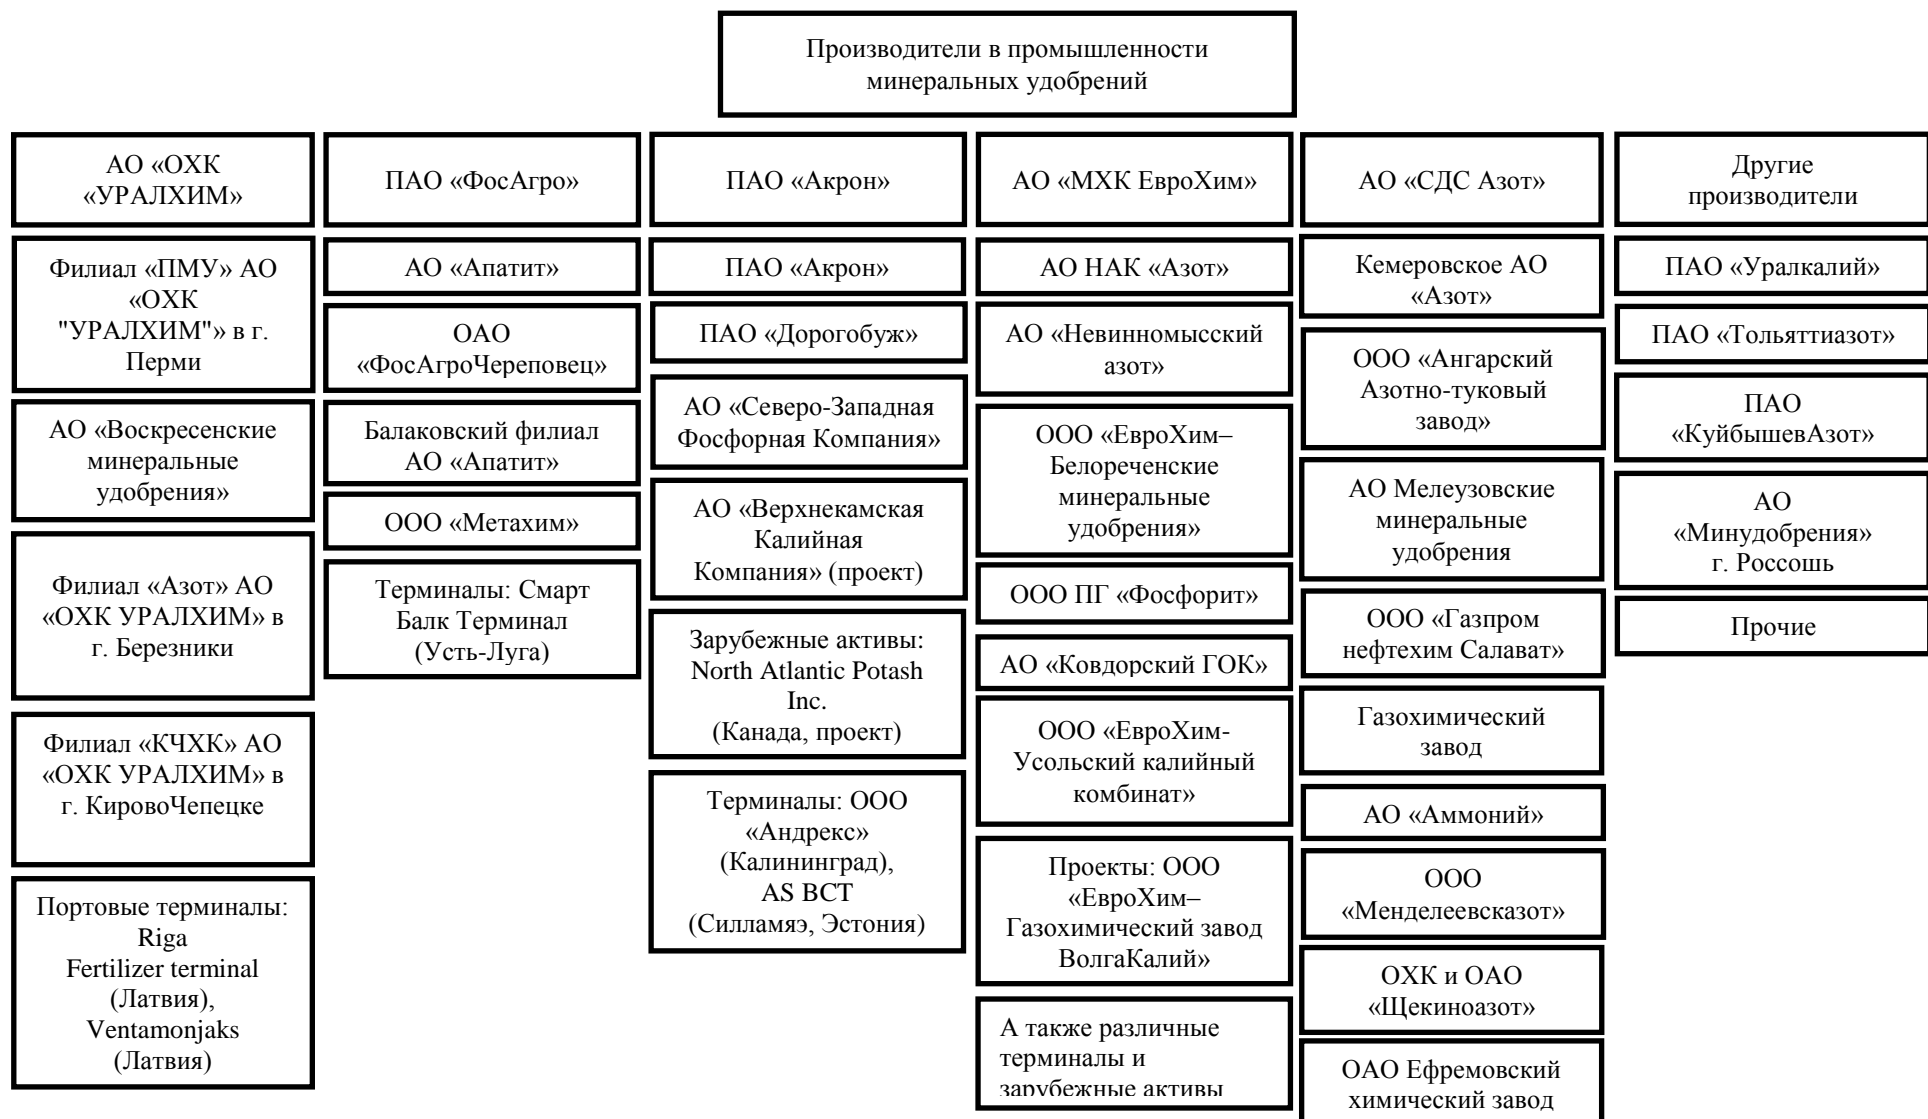 Производители в промышленности
минеральных удобрений
АО «ОХК
«УРАЛХИМ»
Филиал «ПМУ» АО
«ОХК
"УРАЛХИМ"» в г.
Перми
АО «Воскресенские
минеральные
удобрения»
Филиал «Азот» АО
«ОХК УРАЛХИМ» в
г. Березники
Филиал «КЧХК» АО
«ОХК УРАЛХИМ» в
г. КировоЧепецке
Портовые терминалы:
Riga
Fertilizer terminal
(Латвия),
Ventamonjaks
(Латвия)
ПАО «ФосАгро»
АО «Апатит»
ОАО
«ФосАгроЧереповец»
Балаковский филиал
АО «Апатит»
ООО «Метахим»
Терминалы: Смарт
Балк Терминал
(Усть-Луга)
ПАО «Акрон»
ПАО «Акрон»
ПАО «Дорогобуж»
АО «Северо-Западная
Фосфорная Компания»
АО «Верхнекамская
Калийная
Компания» (проект)
Зарубежные активы:
North Atlantic Potash
Inc.
(Канада, проект)
Терминалы: ООО
«Андрекс»
(Калининград),
AS BCT
(Силламяэ, Эстония)
АО «МХК ЕвроХим»
АО НАК «Азот»
АО «Невинномысский
азот»
ООО «ЕвроХим–
Белореченские
минеральные
удобрения»
ООО ПГ «Фосфорит»
АО «Ковдорский ГОК»
ООО «ЕвроХим-
Усольский калийный
комбинат»
Проекты: ООО
«ЕвроХим–
Газохимический завод
ВолгаКалий»
А также различные
терминалы и
зарубежные активы
АО «СДС Азот»
Кемеровское АО
«Азот»
ООО «Ангарский
Азотно-туковый
завод»
АО Мелеузовские
минеральные
удобрения
ООО «Газпром
нефтехим Салават»
Газохимический
завод
АО «Аммоний»
ООО
«Менделеевсказот»
ОХК и ОАО
«Щекиноазот»
ОАО Ефремовский
химический завод
Другие
производители
ПАО «Уралкалий»
ПАО «Тольяттиазот»
ПАО
«КуйбышевАзот»
АО
«Минудобрения»
г. Россошь
Прочие